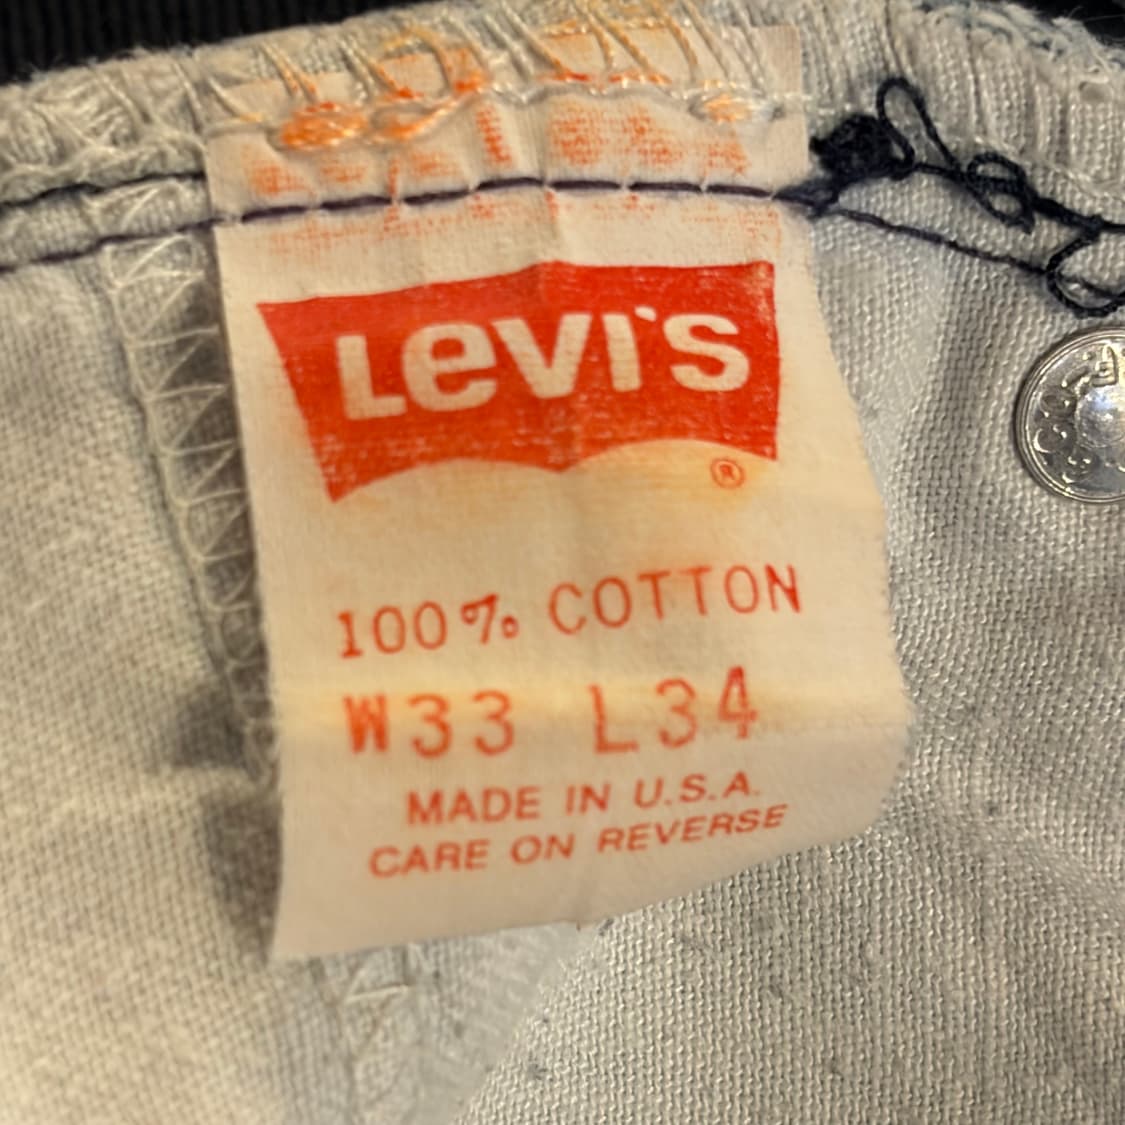 Levi's
®
100% COTTON
W33 L34
MADE IN U.S.A.
CARE ON REVERSE